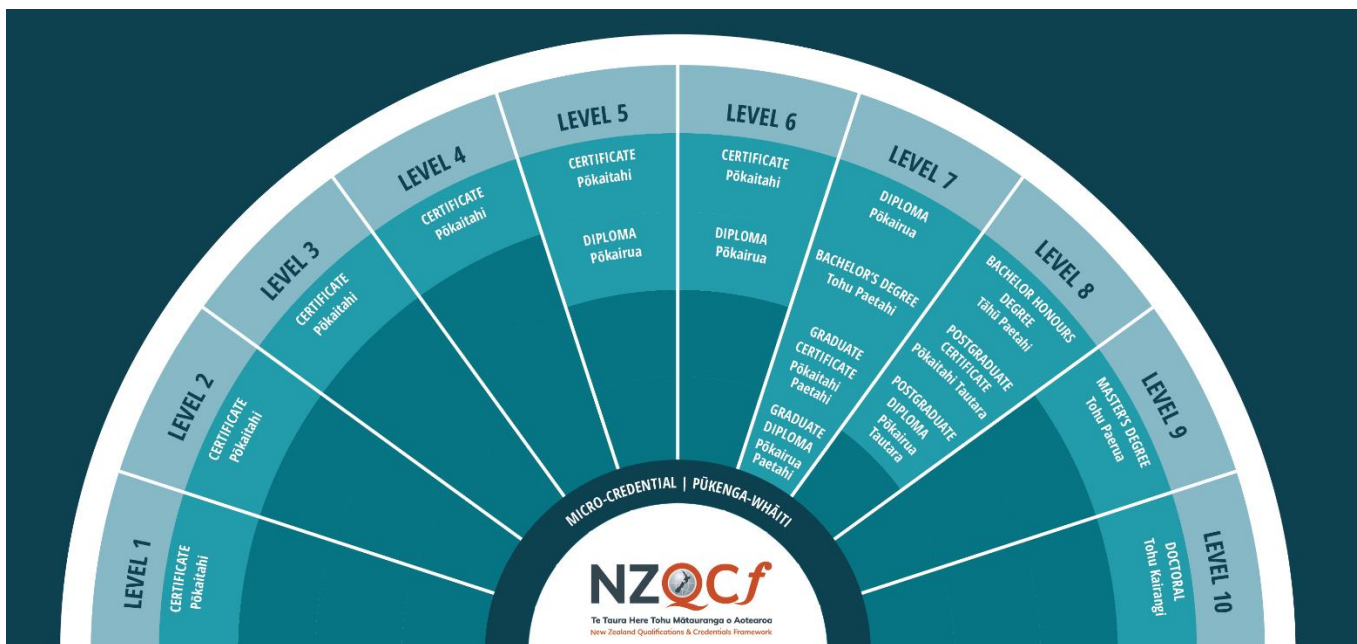 LEVEL 1
CERTIFICATE
Pōkaitahi
LEVEL 2
CERTIFICATE
Pōkaitahi
LEVEL 3
CERTIFICATE
Pōkaitahi
LEVEL 4
CERTIFICATE
Pōkaitahi
LEVEL 5
CERTIFICATE
Pōkaitahi
DIPLOMA
Pōkairua
LEVEL 6
CERTIFICATE
Pōkaitahi
DIPLOMA
Pōkairua
LEVEL 7
DIPLOMA
Pōkairua
BACHELOR'S DEGREE
Tohu Paetahi
GRADUATE
CERTIFICATE
Pōkaitahi
Paetahi
GRADUATE
DIPLOMA
Pōkairua
Paetahi
LEVEL 8
BACHELOR HONOURS
DEGREE
Tāhū Paetahi
POSTGRADUATE
CERTIFICATE
Pōkaitahi Tautara
POSTGRADUATE
DIPLOMA
Pōkairua
Tautara
LEVEL 9
MASTER'S DEGREE
Tohu Paerua
LEVEL 10
DOCTORAL
Tohu Kairangi
MICRO-CREDENTIAL | PŪKENGA-WHĀITI
NZQCf
Te Taura Here Tohu Mātauranga o Aotearoa
New Zealand Qualifications & Credentials Framework